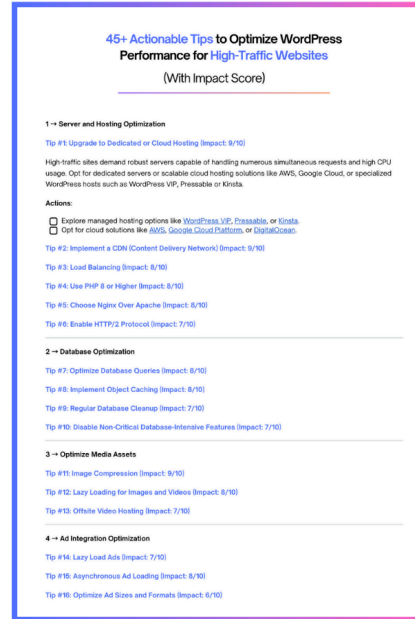 45+ Actionable Tips to Optimize WordPress
Performance for High-Traffic Websites
(With Impact Score)
1 → Server and Hosting Optimization
Tip #1: Upgrade to Dedicated or Cloud Hosting (Impact: 9/10)
High-traffic sites demand robust servers capable of handling numerous simultaneous requests and high CPU
usage. Opt for dedicated servers or scalable cloud hosting solutions like AWS, Google Cloud, or specialized
WordPress hosts such as WordPress VIP, Pressable or Kinsta.
Actions:
Explore managed hosting options like WordPress VIP, Pressable, or Kinsta.
Opt for cloud solutions like AWS, Google Cloud Platform, or DigitalOcean.
Tip #2: Implement a CDN (Content Delivery Network) (Impact: 9/10)
Tip #3: Load Balancing (Impact: 8/10)
Tip #4: Use PHP 8 or Higher (Impact: 8/10)
Tip #5: Choose Nginx Over Apache (Impact: 8/10)
Tip #6: Enable HTTP/2 Protocol (Impact: 7/10)
2 → Database Optimization
Tip #7: Optimize Database Queries (Impact: 8/10)
Tip #8: Implement Object Caching (Impact: 8/10)
Tip #9: Regular Database Cleanup (Impact: 7/10)
Tip #10: Disable Non-Critical Database-Intensive Features (Impact: 7/10)
3 → Optimize Media Assets
Tip #11: Image Compression (Impact: 9/10)
Tip #12: Lazy Loading for Images and Videos (Impact: 8/10)
Tip #13: Offsite Video Hosting (Impact: 7/10)
4 → Ad Integration Optimization
Tip #14: Lazy Load Ads (Impact: 7/10)
Tip #15: Asynchronous Ad Loading (Impact: 8/10)
Tip #16: Optimize Ad Sizes and Formats (Impact: 6/10)